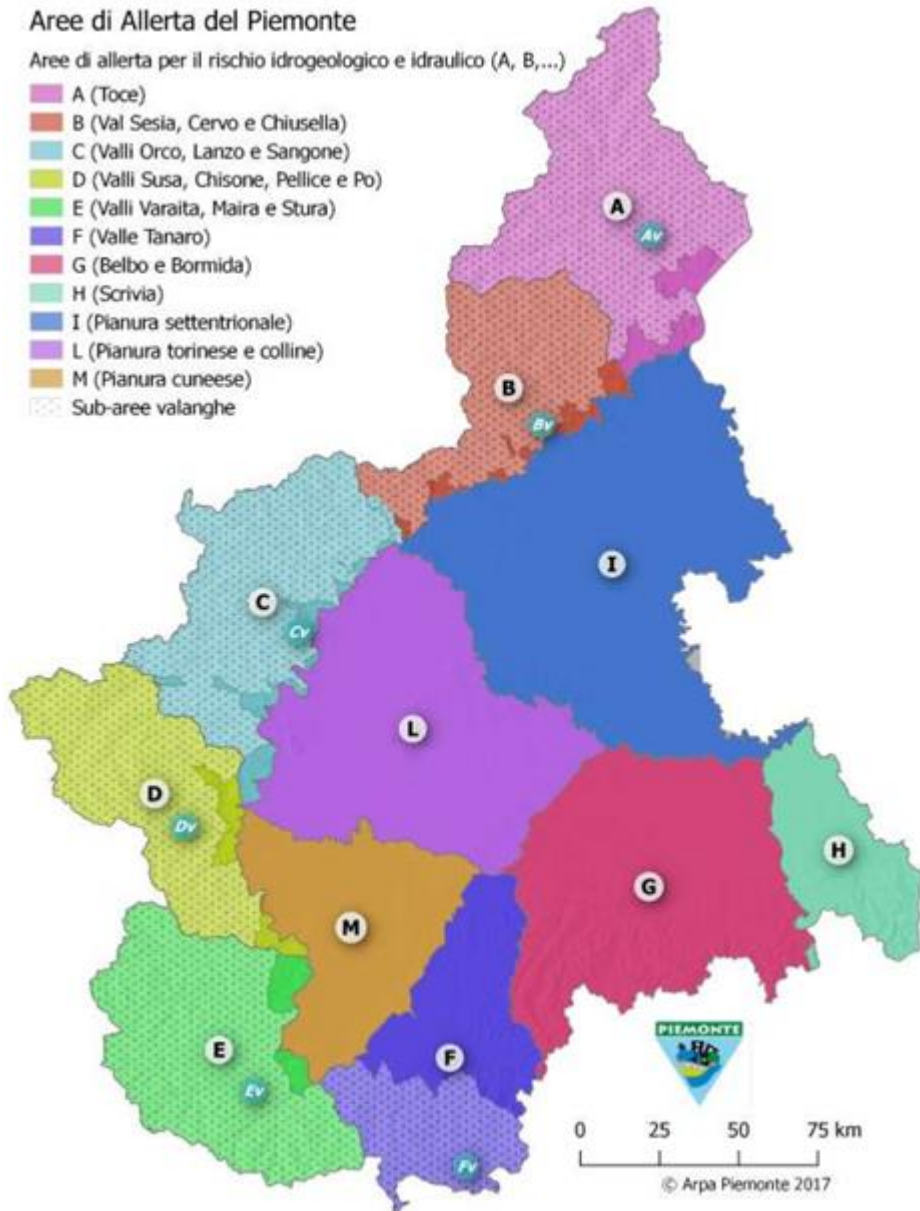 Aree di Allerta del Piemonte
Aree di allerta per il rischio idrogeologico e idraulico (A, B,...)
A (Toce)
B (Val Sesia, Cervo e Chiusella)
C (Valli Orco, Lanzo e Sangone)
D (Valli Susa, Chisone, Pellice e Po)
E (Valli Varaita, Maira e Stura)
F (Valle Tanaro)
G (Belbo e Bormida)
H (Scrivia)
I (Pianura settentrionale)
L (Pianura torinese e colline)
M (Pianura cuneese)
Sub-aree valanghe
A
Av
B
Bv
I
C
Cv
L
D
Dv
H
G
M
E
F
Ev
Fv
PIEMONTE
0 25 50 75 km
© Arpa Piemonte 2017